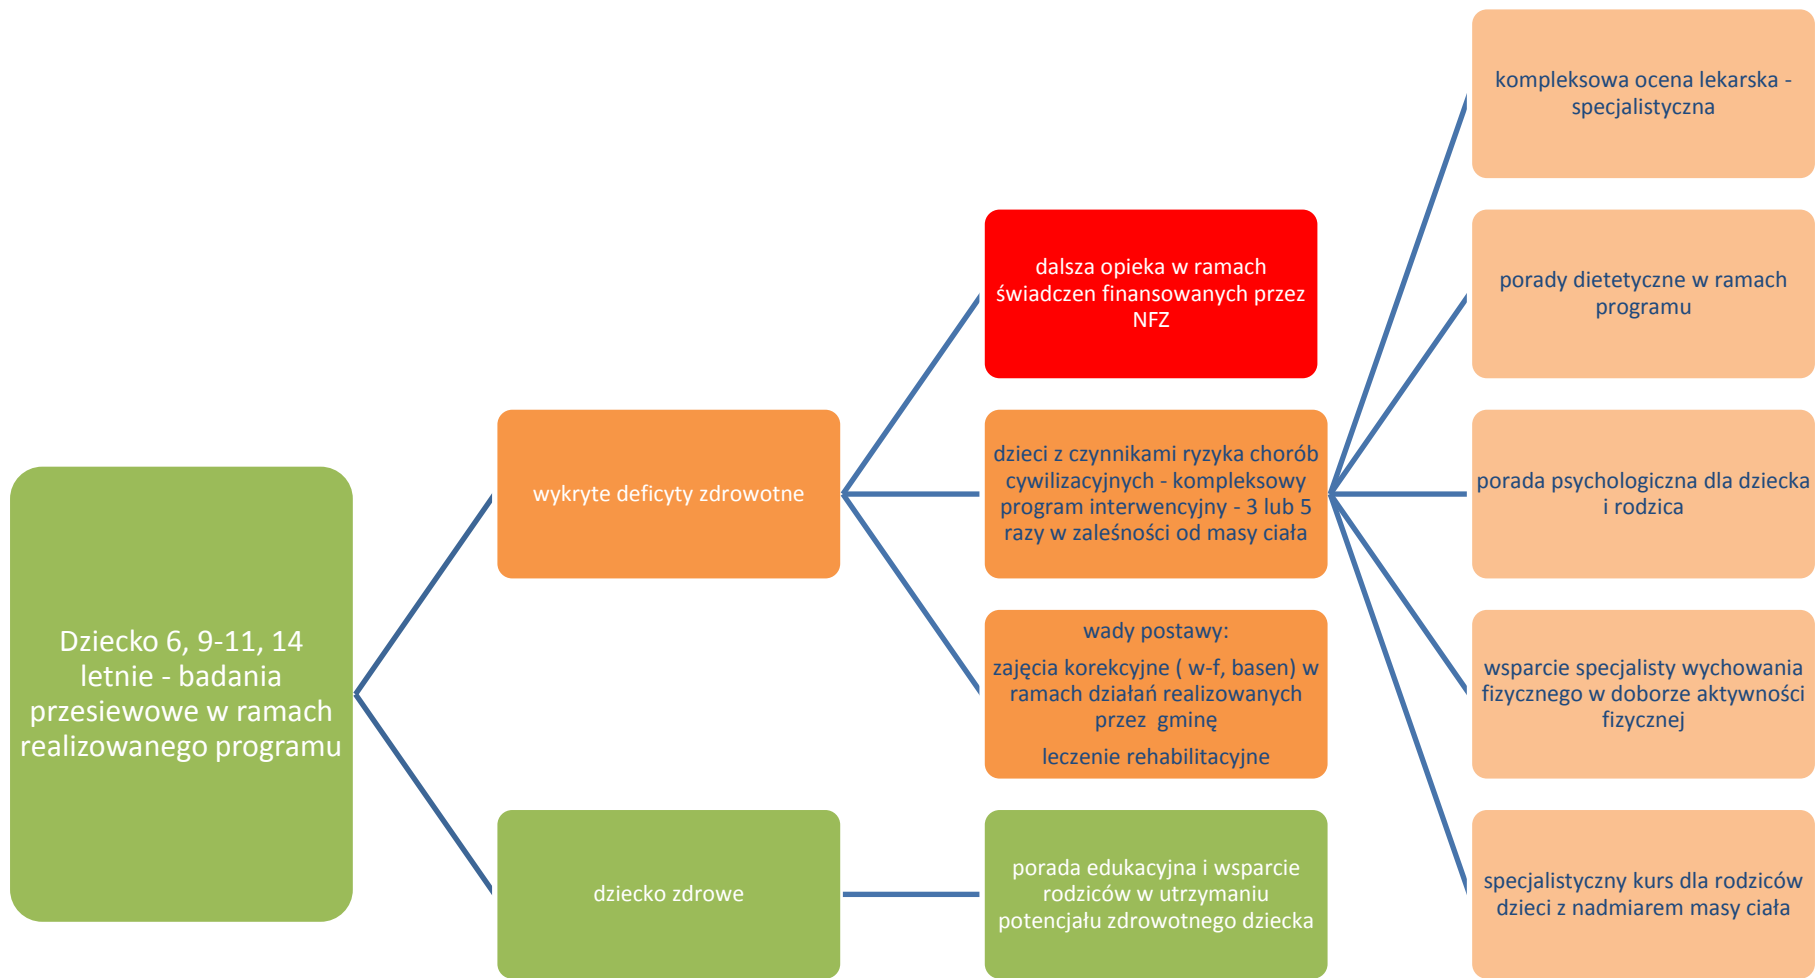 Dziecko 6, 9-11, 14
letnie - badania
przesiewowe w ramach
realizowanego programu
wykryte deficyty zdrowotne
dalsza opieka w ramach
świadczen finansowanych przez
NFZ
dzieci z czynnikami ryzyka chorób
cywilizacyjnych - kompleksowy
program interwencyjny - 3 lub 5
razy w zaleśności od masy ciała
kompleksowa ocena lekarska -
specjalistyczna
porady dietetyczne w ramach
programu
porada psychologiczna dla dziecka
i rodzica
wsparcie specjalisty wychowania
fizycznego w doborze aktywności
fizycznej
specjalistyczny kurs dla rodziców
dzieci z nadmiarem masy ciała
wady postawy:
zajęcia korekcyjne ( w-f, basen) w
ramach działań realizowanych
przez  gminę
leczenie rehabilitacyjne
dziecko zdrowe
porada edukacyjna i wsparcie
rodziców w utrzymaniu
potencjału zdrowotnego dziecka